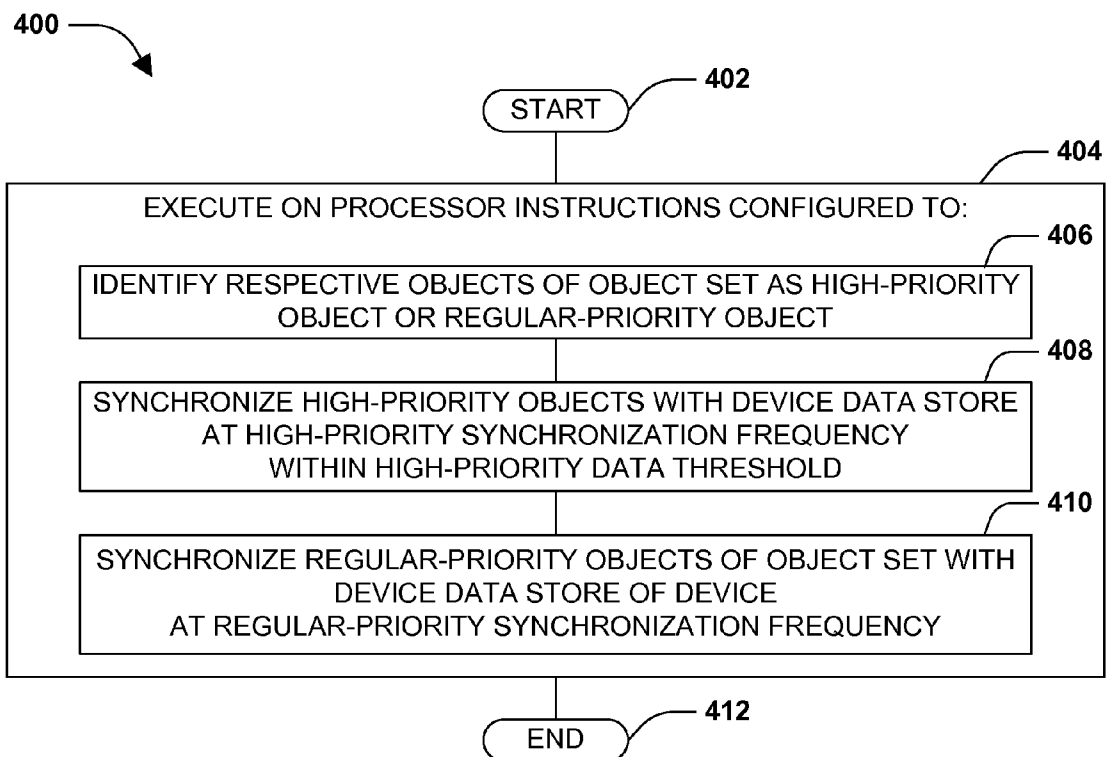 400
402
START
404
EXECUTE ON PROCESSOR INSTRUCTIONS CONFIGURED TO:
406
IDENTIFY RESPECTIVE OBJECTS OF OBJECT SET AS HIGH-PRIORITY
OBJECT OR REGULAR-PRIORITY OBJECT
408
SYNCHRONIZE HIGH-PRIORITY OBJECTS WITH DEVICE DATA STORE
AT HIGH-PRIORITY SYNCHRONIZATION FREQUENCY
WITHIN HIGH-PRIORITY DATA THRESHOLD
410
SYNCHRONIZE REGULAR-PRIORITY OBJECTS OF OBJECT SET WITH
DEVICE DATA STORE OF DEVICE
AT REGULAR-PRIORITY SYNCHRONIZATION FREQUENCY
412
END